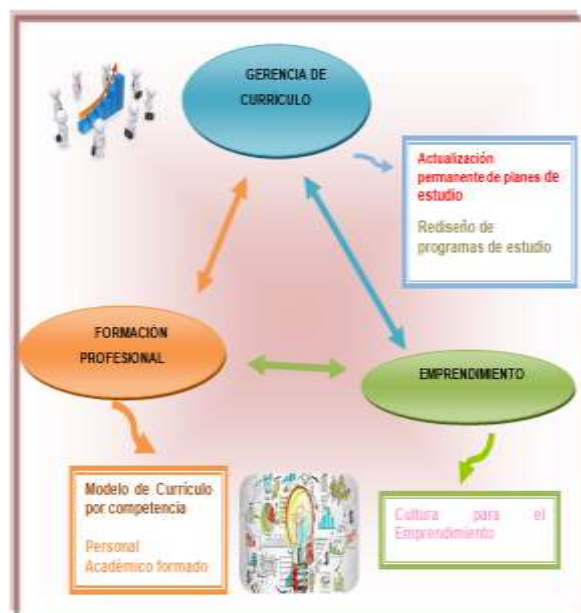 GERENCIA DE
CURRICULO
Actualización
permanente de planes de
estudio
Rediseño de
programas de estudio
FORMACIÓN
PROFESIONAL
EMPRENDIMIENTO
Modelo de Currículo
por competencia
Personal
Académico formado
Cultura para el
Emprendimiento